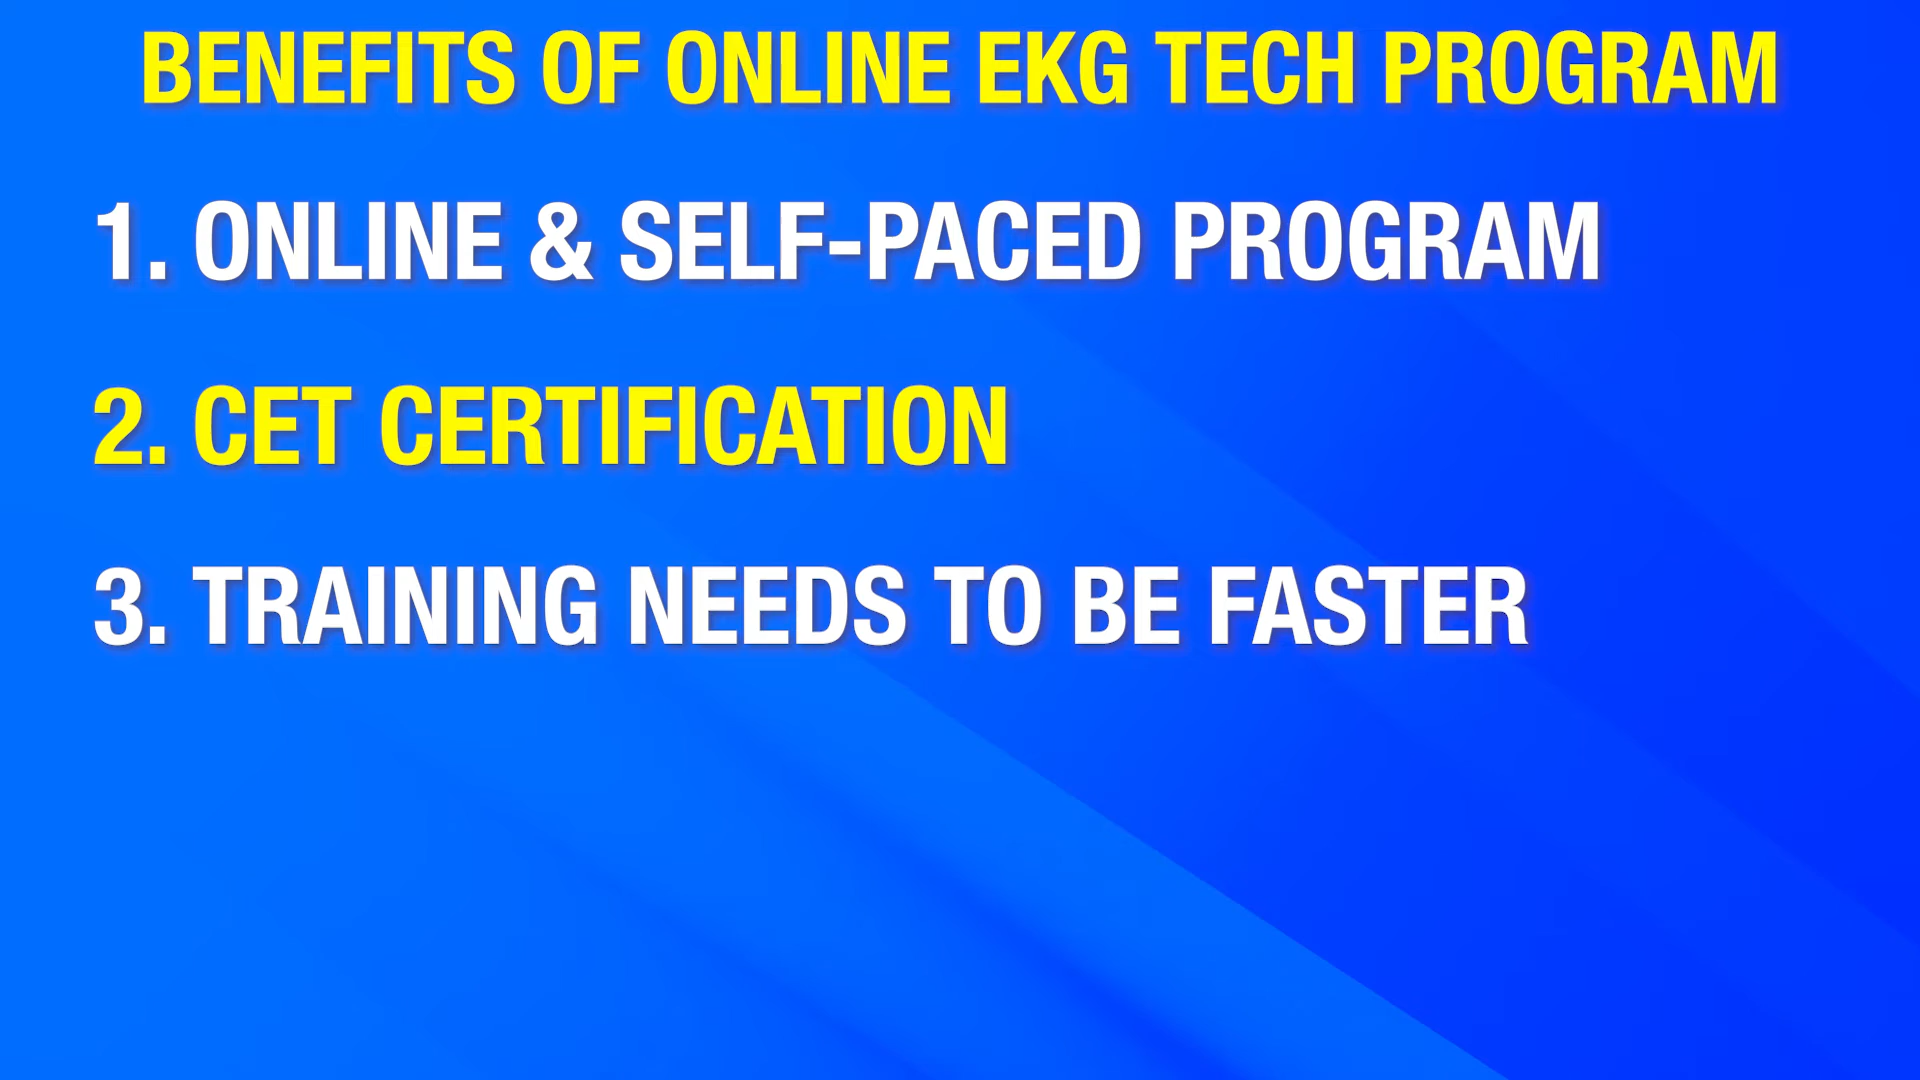 BENEFITS OF ONLINE EKG TECH PROGRAM
1. ONLINE & SELF-PACED PROGRAM
2. CET CERTIFICATION
3. TRAINING NEEDS TO BE FASTER